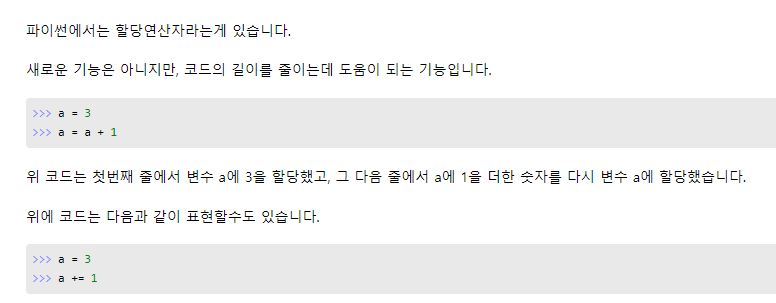 파이썬에서는 할당연산자라는게 있습니다.
새로운 기능은 아니지만, 코드의 길이를 줄이는데 도움이 되는 기능입니다.
>>> a = 3
>>> a = a + 1
위 코드는 첫번째 줄에서 변수 a에 3을 할당했고, 그 다음 줄에서 a에 1을 더한 숫자를 다시 변수 a에 할당했습니다.
위에 코드는 다음과 같이 표현할수도 있습니다.
>>> a = 3
>>> a += 1